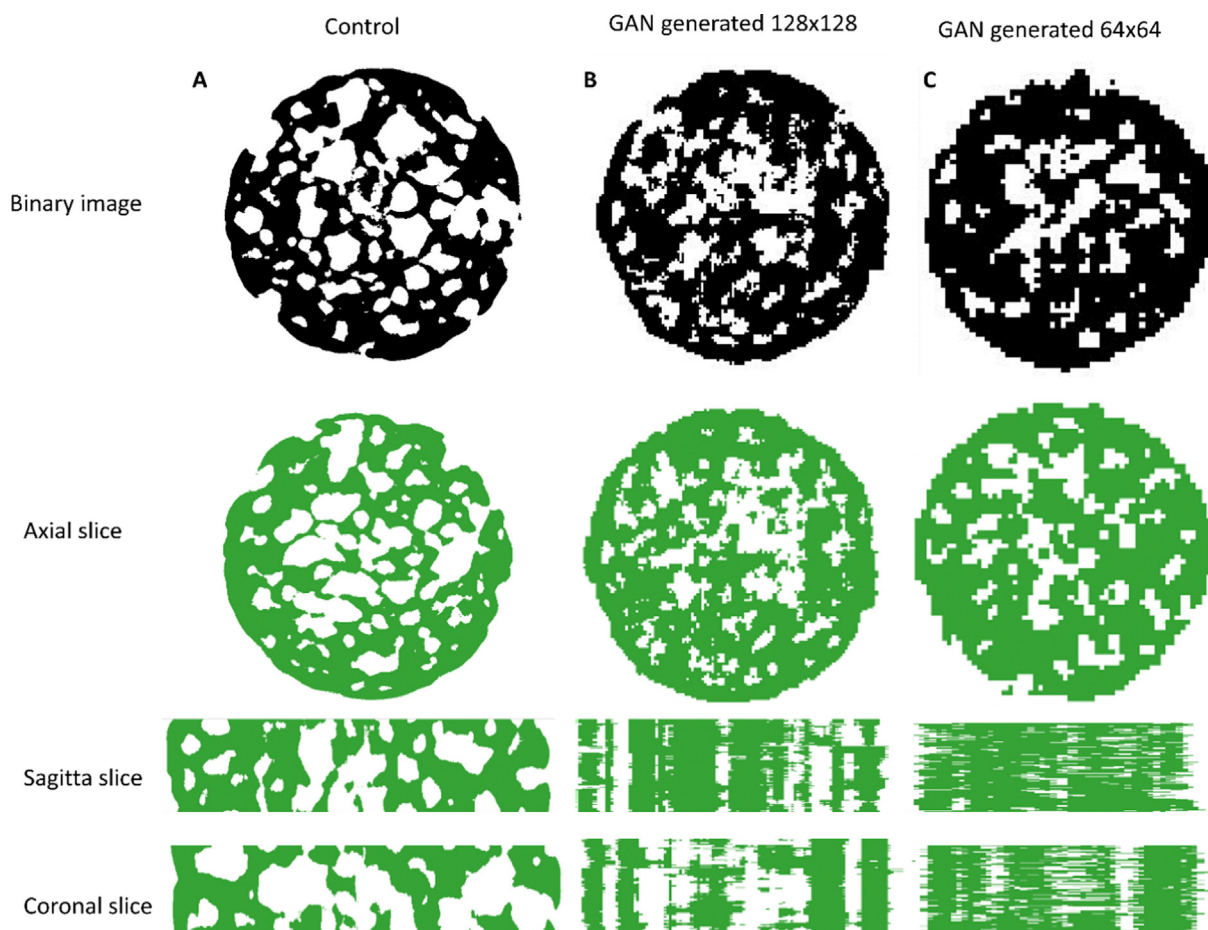 Control
GAN generated 128x128
GAN generated 64x64
A
B
C
Binary image
Axial slice
Sagitta slice
Coronal slice